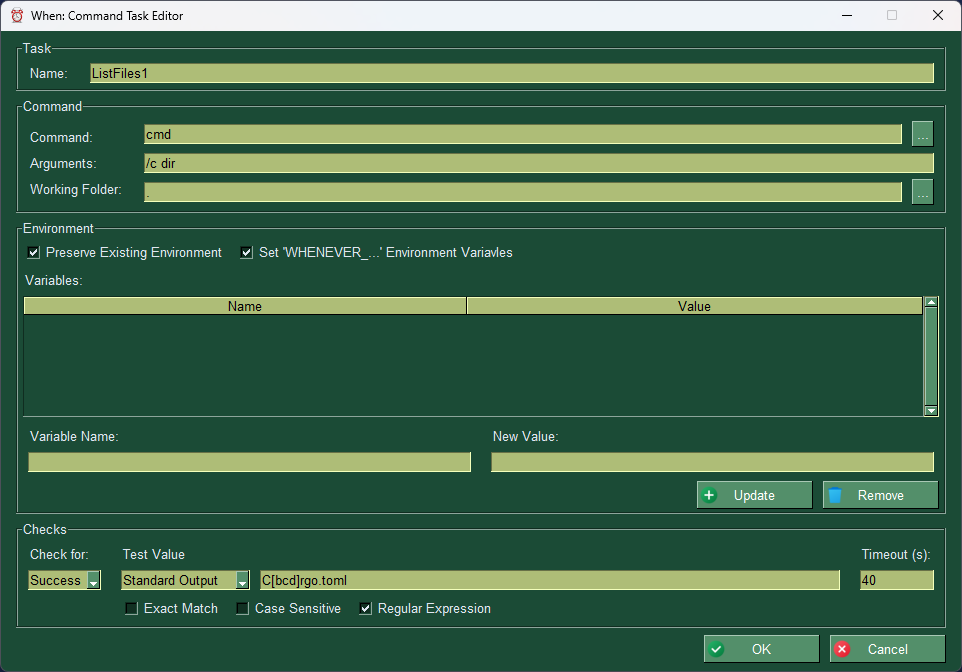 When: Command Task Editor
Task
Name: ListFiles1
Command
Command: cmd ...
Arguments: /c dir
Working Folder: . ...
Environment
Preserve Existing Environment Set 'WHENEVER_...' Environment Variavles
Variables:
Name Value
Variable Name: New Value:
Update Remove
Checks
Check for: Test Value Timeout (s):
Success Standard Output C[bcd]rgo.toml 40
Exact Match Case Sensitive Regular Expression
OK Cancel